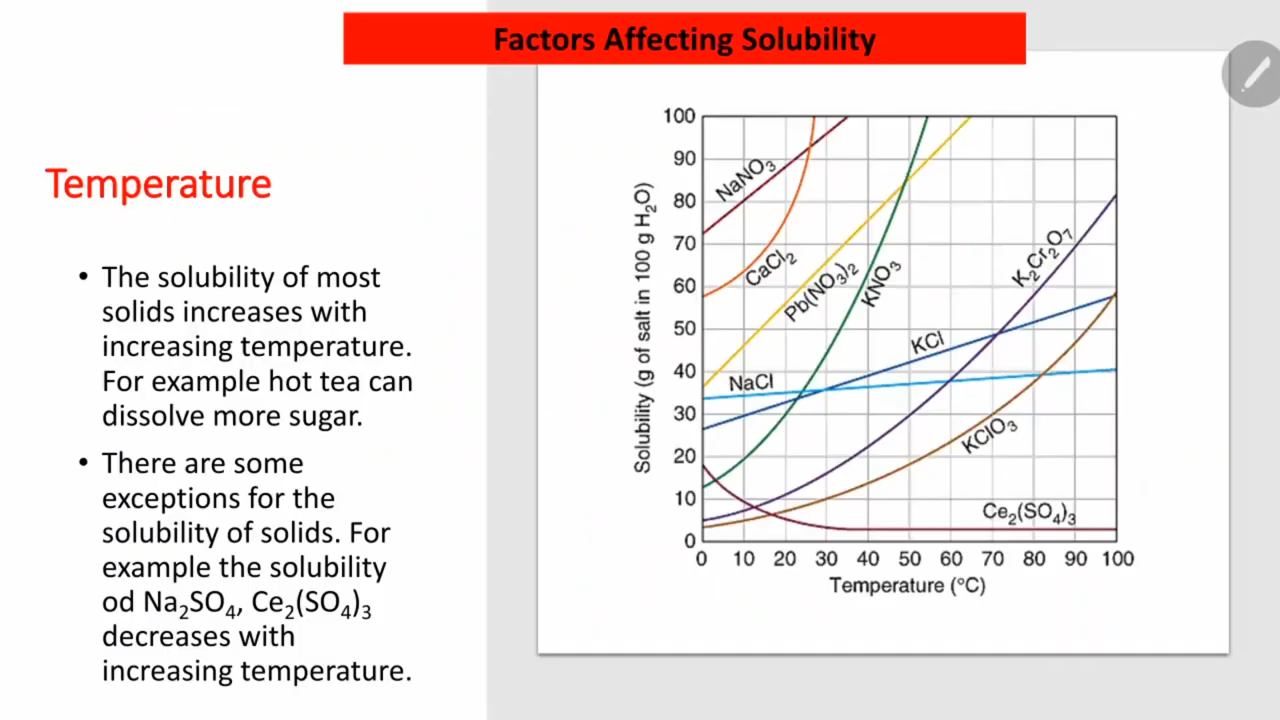 Factors Affecting Solubility
Temperature
• The solubility of most
solids increases with
increasing temperature.
For example hot tea can
dissolve more sugar.
• There are some
exceptions for the
solubility of solids. For
example the solubility
od Na₂SO₄, Ce₂(SO₄)₃
decreases with
increasing temperature.
Solubility (g of salt in 100 g H₂O)
100
90
80
70
60
50
40
30
20
10
0
NaNO₃
CaCl₂
Pb(NO₃)₂
KNO₃
K₂Cr₂O₇
KCl
NaCl
KClO₃
Ce₂(SO₄)₃
0 10 20 30 40 50 60 70 80 90 100
Temperature (°C)